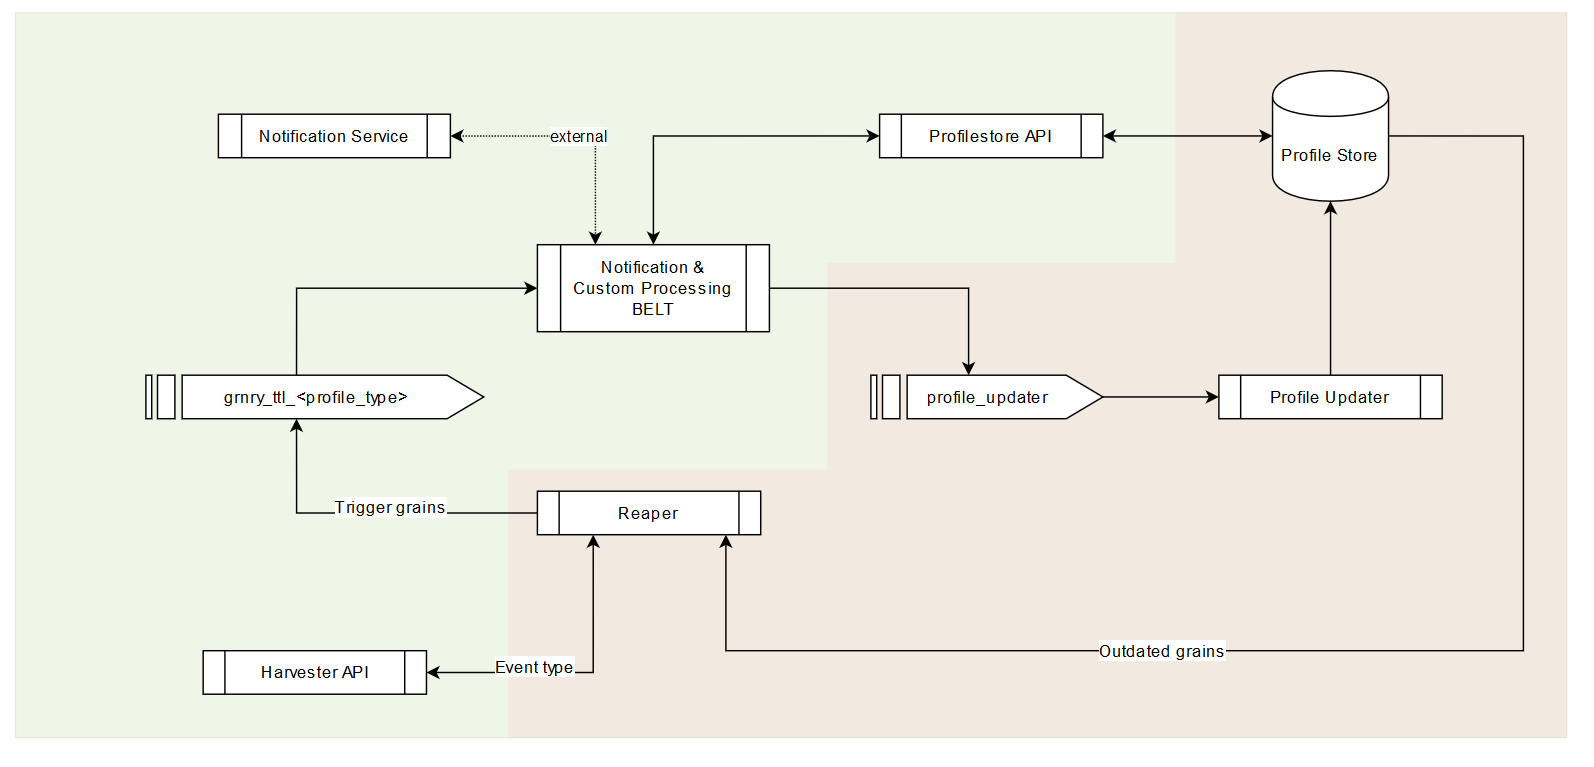 external
Notification Service
Profilestore API
Profile Store
Notification &
Custom Processing
BELT
grnry_ttl_<profile_type>
profile_updater
Profile Updater
Trigger grains
Reaper
Outdated grains
Event type
Harvester API